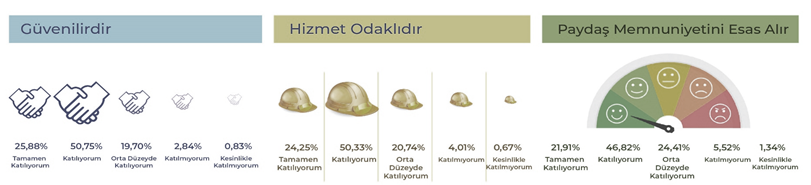 Güvenilirdir
25,88% 50,75% 19,70% 2,84% 0,83%
Tamamen Katılıyorum Orta Düzeyde Katılmıyorum Kesinlikle
Katılıyorum Katılıyorum Katılmıyorum
Hizmet Odaklıdır
24,25% 50,33% 20,74% 4,01% 0,67%
Tamamen Katılıyorum Orta Katılmıyorum Kesinlikle
Katılıyorum Düzeyde Katılmıyorum
Katılıyorum
Paydaş Memnuniyetini Esas Alır
21,91% 46,82% 24,41% 5,52% 1,34%
Tamamen Katılıyorum Orta Katılmıyorum Kesinlikle
Katılıyorum Düzeyde Katılmıyorum
Katılıyorum